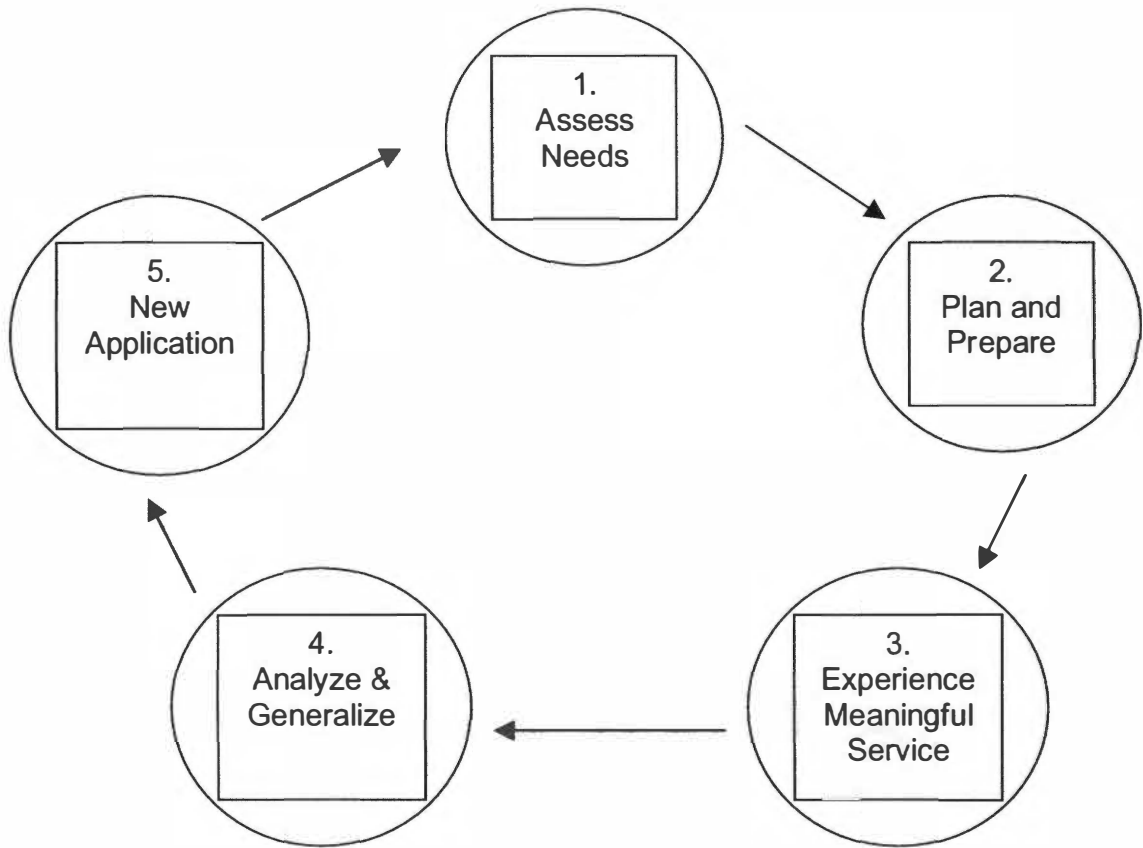 1.
Assess
Needs
2.
Plan and
Prepare
3.
Experience
Meaningful
Service
4.
Analyze &
Generalize
5.
New
Application